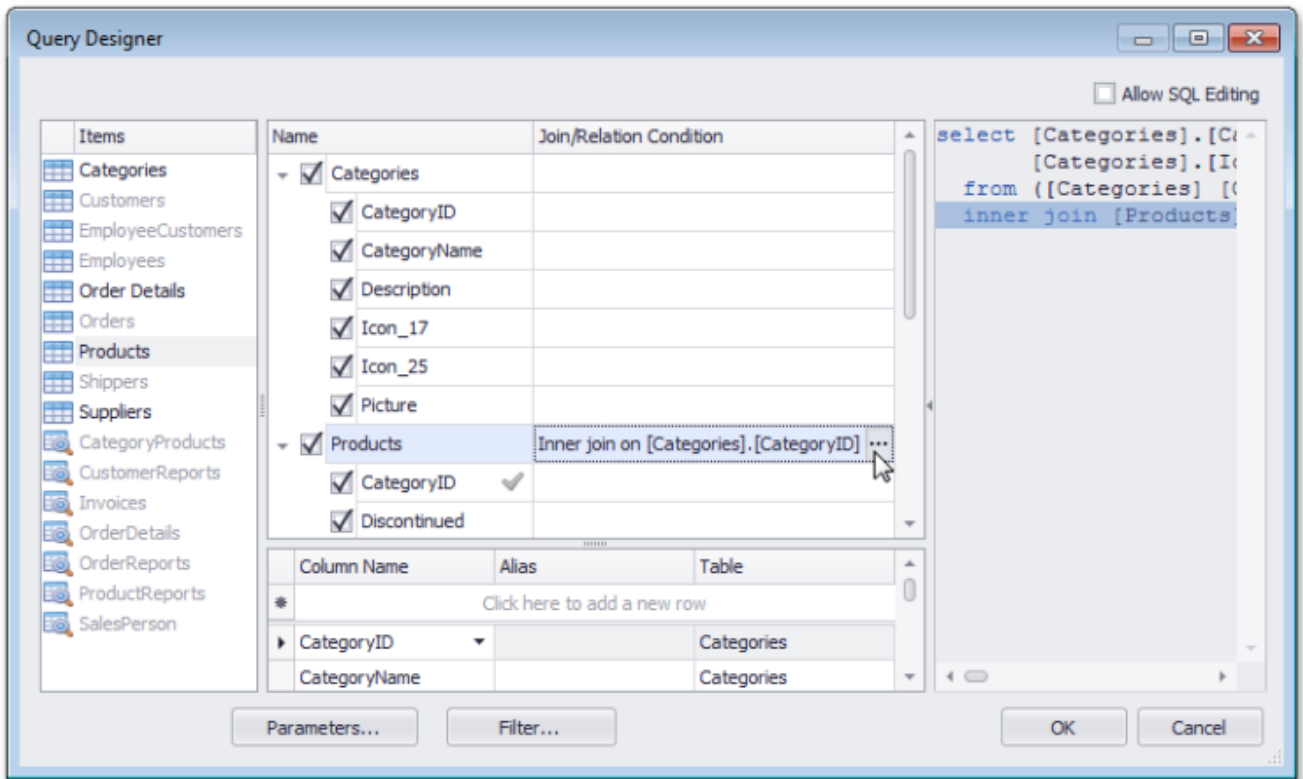 Query Designer
Allow SQL Editing
Items
Categories
Customers
EmployeeCustomers
Employees
Order Details
Orders
Products
Shippers
Suppliers
CategoryProducts
CustomerReports
Invoices
OrderDetails
OrderReports
ProductReports
SalesPerson
Name Join/Relation Condition
Categories
CategoryID
CategoryName
Description
Icon_17
Icon_25
Picture
Products Inner join on [Categories].[CategoryID] ...
CategoryID
Discontinued
Column Name Alias Table
Click here to add a new row
CategoryID Categories
CategoryName Categories
select [Categories].[Ca
[Categories].[Ic
from ([Categories] [C
inner join [Products]
Parameters... Filter... OK Cancel